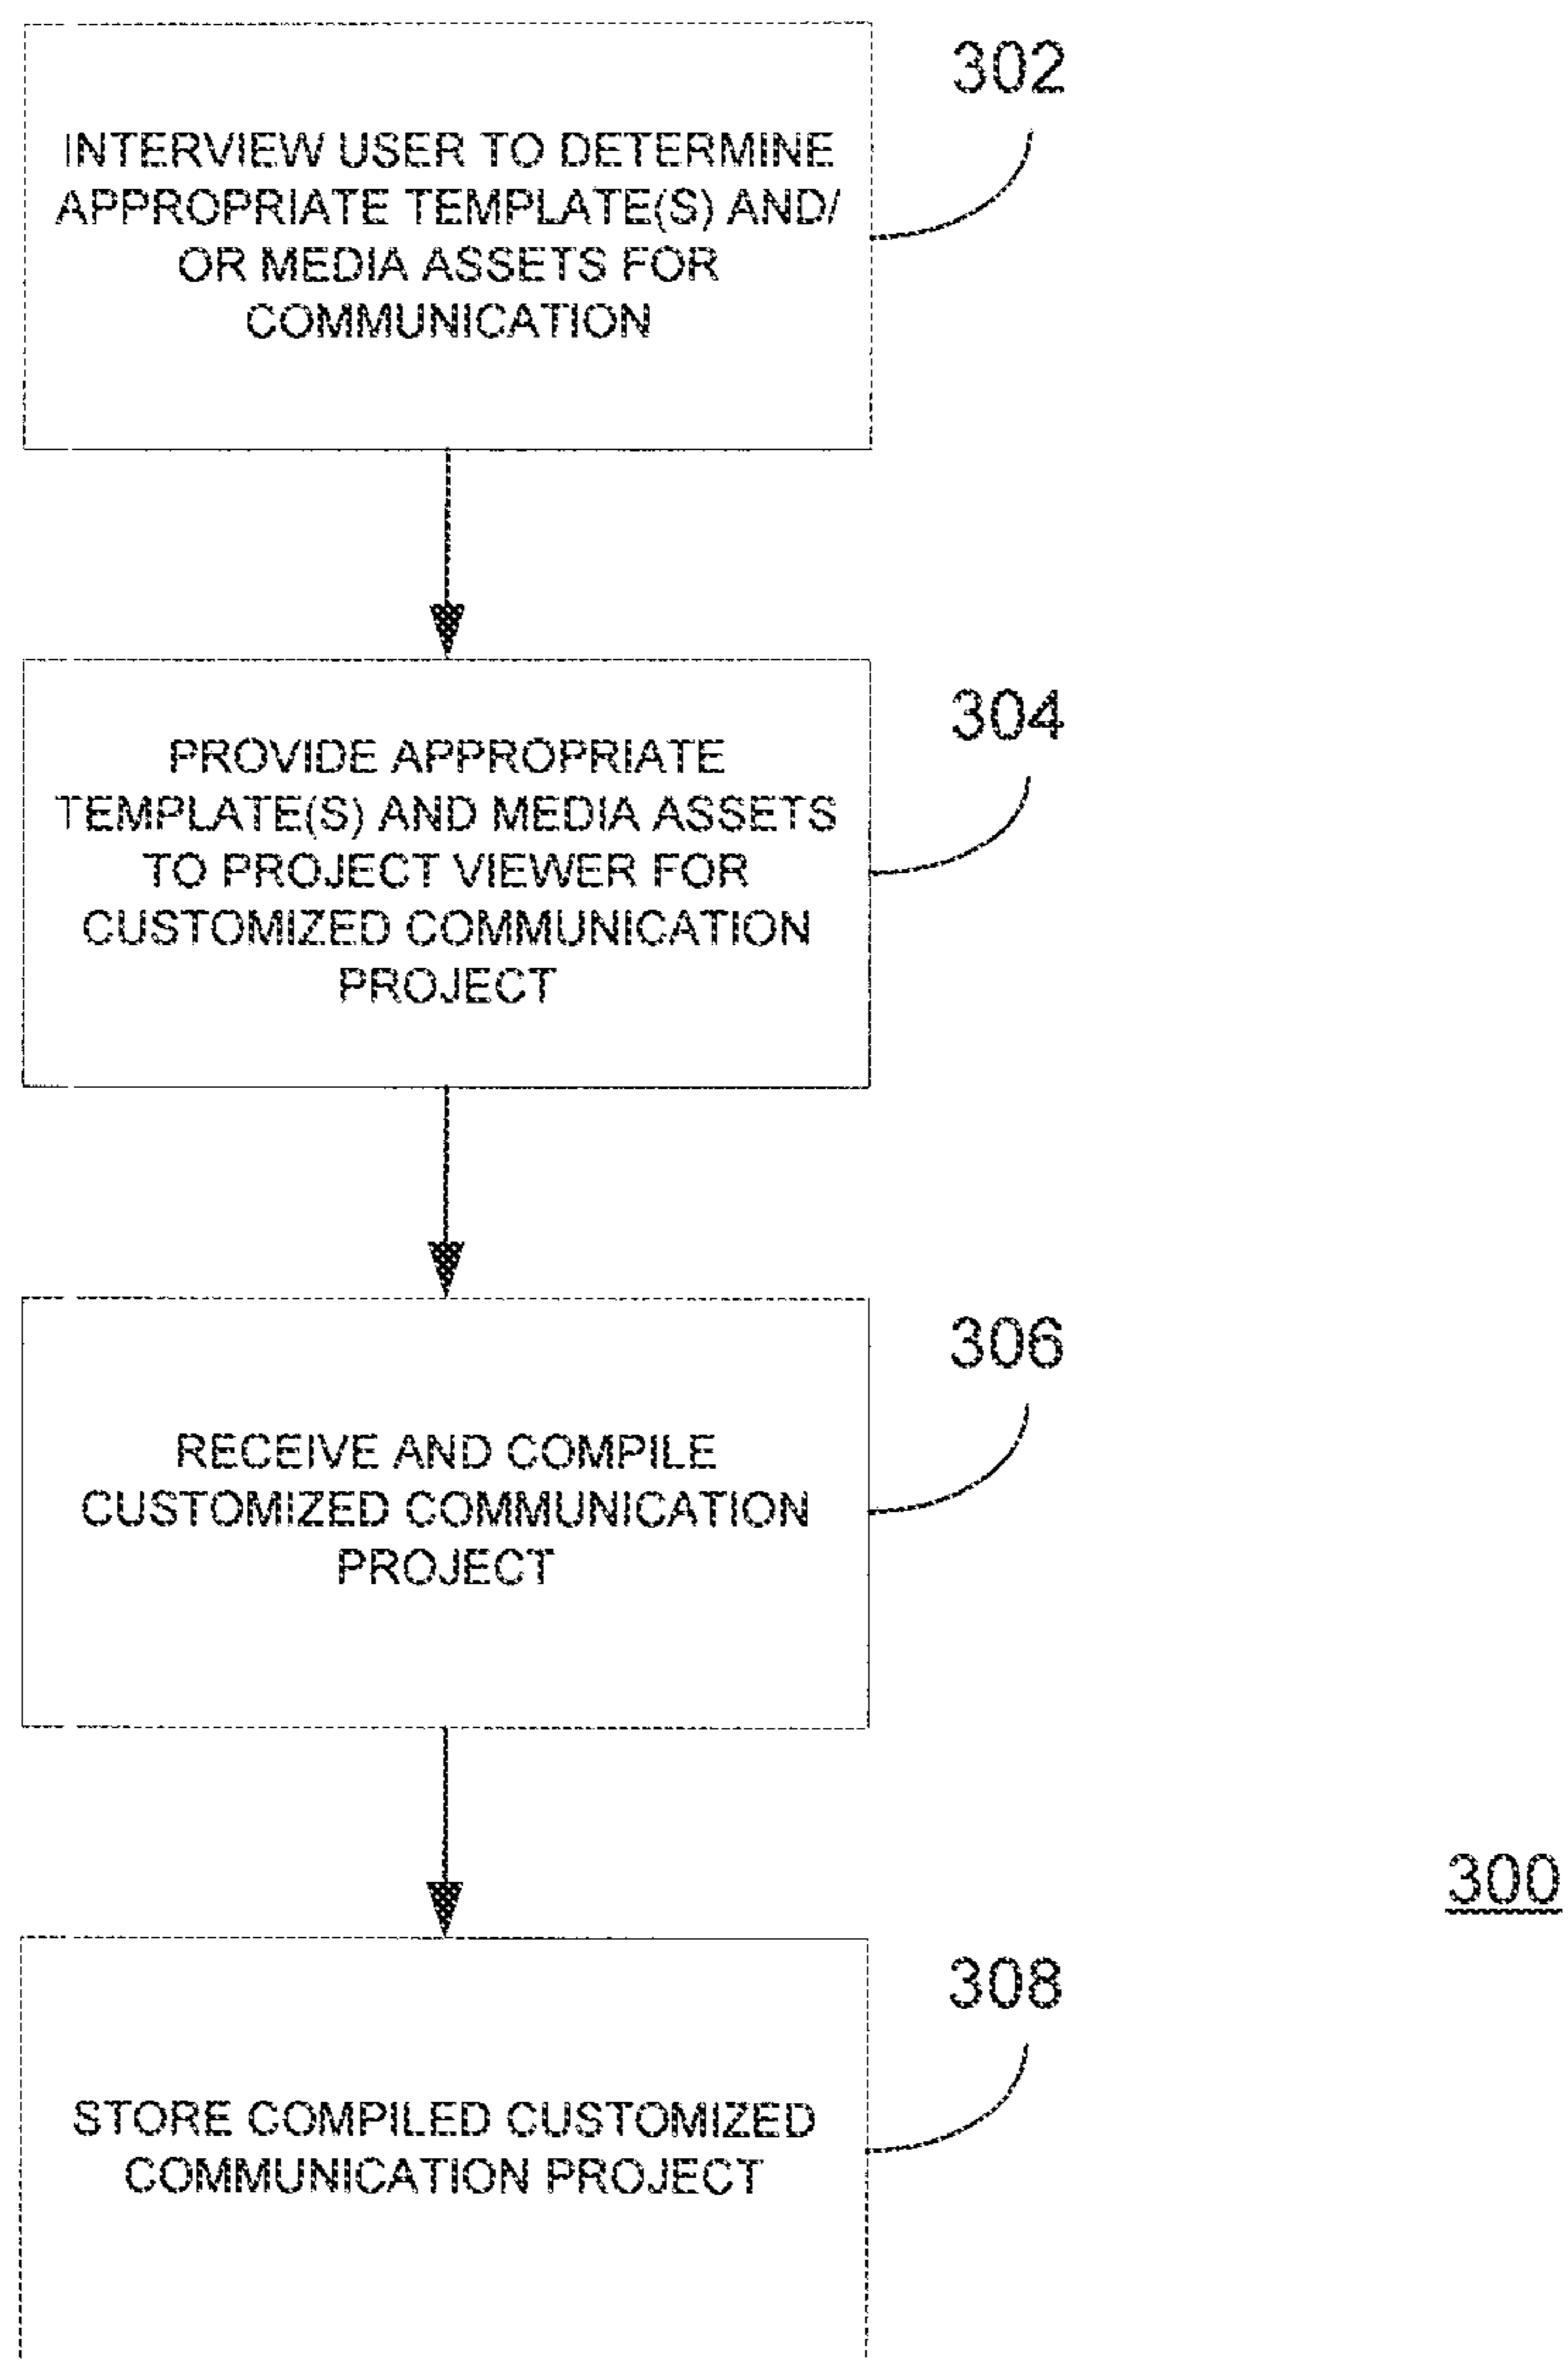 302
INTERVIEW USER TO DETERMINE
APPROPRIATE TEMPLATE(S) AND/
OR MEDIA ASSETS FOR
COMMUNICATION
304
PROVIDE APPROPRIATE
TEMPLATE(S) AND MEDIA ASSETS
TO PROJECT VIEWER FOR
CUSTOMIZED COMMUNICATION
PROJECT
306
RECEIVE AND COMPILE
CUSTOMIZED COMMUNICATION
PROJECT
300
308
STORE COMPILED CUSTOMIZED
COMMUNICATION PROJECT